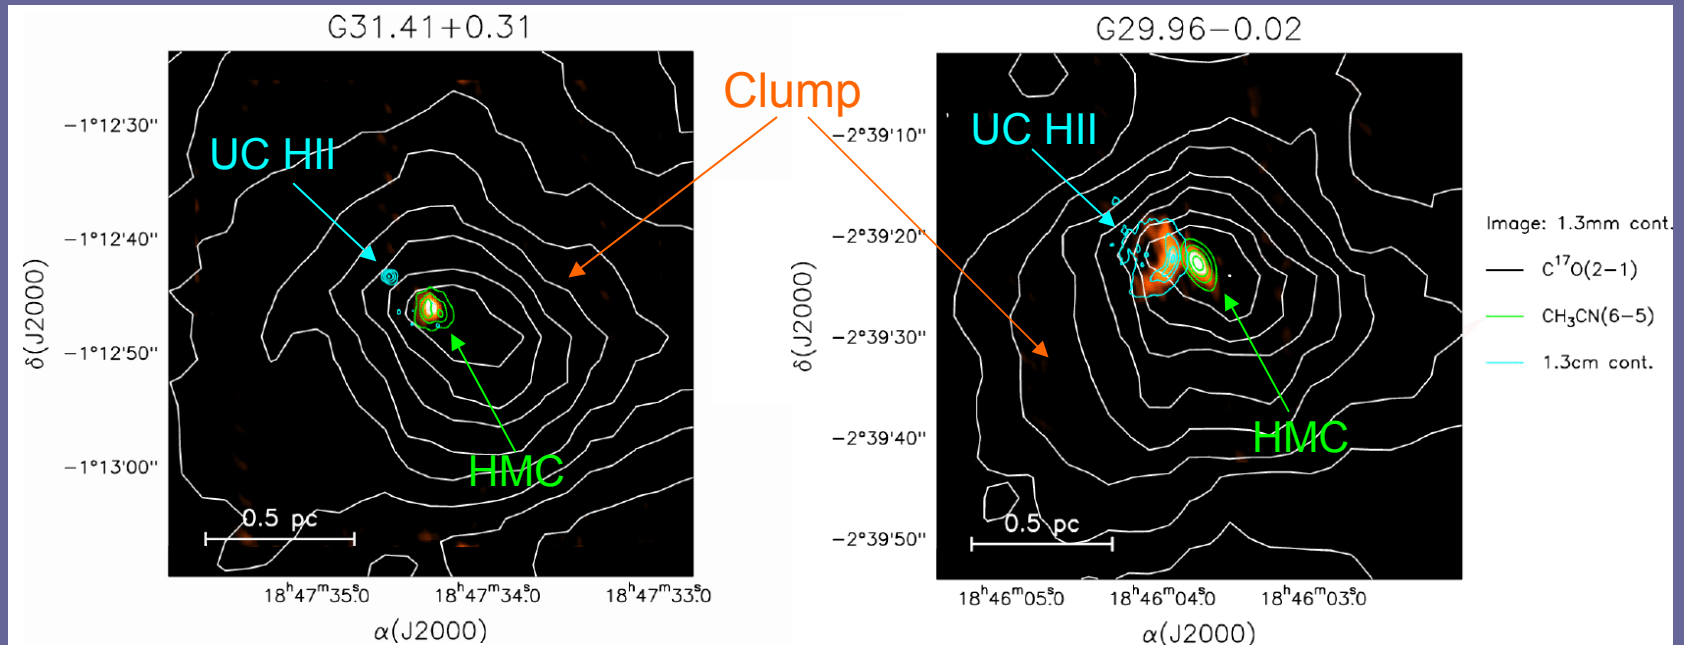 G31.41+0.31
G29.96−0.02
Clump
UC HII
UC HII
HMC
HMC
0.5 pc
0.5 pc
−1°12'30"
−1°12'40"
−1°12'50"
−1°13'00"
δ(J2000)
18ʰ47ᵐ35ˢ.0
18ʰ47ᵐ34ˢ.0
18ʰ47ᵐ33ˢ.0
α(J2000)
−2°39'10"
−2°39'20"
−2°39'30"
−2°39'40"
−2°39'50"
δ(J2000)
18ʰ46ᵐ05ˢ.0
18ʰ46ᵐ04ˢ.0
18ʰ46ᵐ03ˢ.0
α(J2000)
Image: 1.3mm cont.
C¹⁷O(2−1)
CH₃CN(6−5)
1.3cm cont.